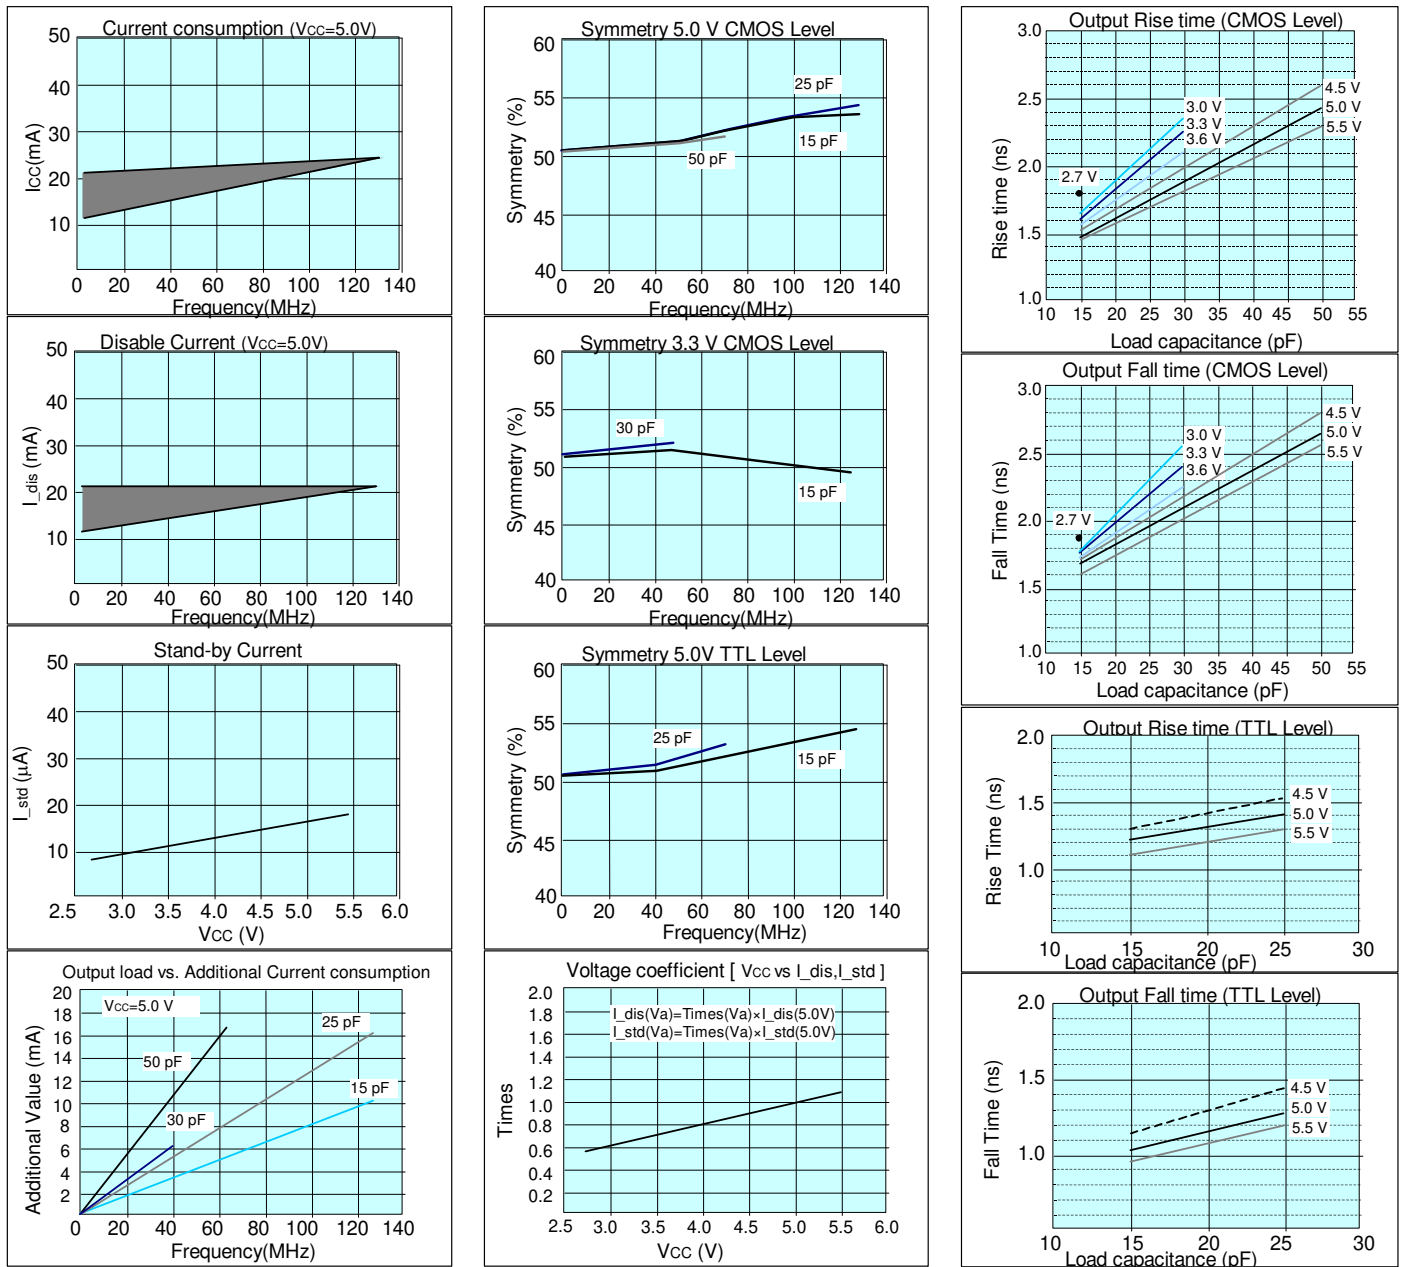 Current consumption (VCC=5.0V)
50
40
30
20
10
ICC(mA)
0 20 40 60 80 100 120 140
Frequency(MHz)
Disable Current (VCC=5.0V)
50
40
30
20
10
I_dis (mA)
0 20 40 60 80 100 120 140
Frequency(MHz)
Stand-by Current
50
40
30
20
10
I_std (µA)
2.5 3.0 3.5 4.0 4.5 5.0 5.5 6.0
VCC (V)
Output load vs. Additional Current consumption
20
18
16
14
12
10
8
6
4
2
Additional Value (mA)
VCC=5.0 V
25 pF
50 pF
15 pF
30 pF
0 20 40 60 80 100 120 140
Frequency(MHz)
Symmetry 5.0 V CMOS Level
60
55
50
45
40
Symmetry (%)
25 pF
15 pF
50 pF
0 20 40 60 80 100 120 140
Frequency(MHz)
Symmetry 3.3 V CMOS Level
60
55
50
45
40
Symmetry (%)
30 pF
15 pF
0 20 40 60 80 100 120 140
Frequency(MHz)
Symmetry 5.0V TTL Level
60
55
50
45
40
Symmetry (%)
25 pF
15 pF
0 20 40 60 80 100 120 140
Frequency(MHz)
Voltage coefficient [ VCC vs I_dis,I_std ]
2.0
1.8
1.6
1.4
1.2
1.0
0.8
0.6
0.4
0.2
Times
I_dis(Va)=Times(Va)×I_dis(5.0V)
I_std(Va)=Times(Va)×I_std(5.0V)
2.5 3.0 3.5 4.0 4.5 5.0 5.5 6.0
VCC (V)
Output Rise time (CMOS Level)
3.0
2.5
2.0
1.5
1.0
Rise time (ns)
4.5 V
5.0 V
5.5 V
3.0 V
3.3 V
3.6 V
2.7 V
10 15 20 25 30 35 40 45 50 55
Load capacitance (pF)
Output Fall time (CMOS Level)
3.0
2.5
2.0
1.5
1.0
Fall Time (ns)
4.5 V
5.0 V
5.5 V
3.0 V
3.3 V
3.6 V
2.7 V
10 15 20 25 30 35 40 45 50 55
Load capacitance (pF)
Output Rise time (TTL Level)
2.0
1.5
1.0
Rise Time (ns)
4.5 V
5.0 V
5.5 V
10 15 20 25 30
Load capacitance (pF)
Output Fall time (TTL Level)
2.0
1.5
1.0
Fall Time (ns)
4.5 V
5.0 V
5.5 V
10 15 20 25 30
Load capacitance (pF)